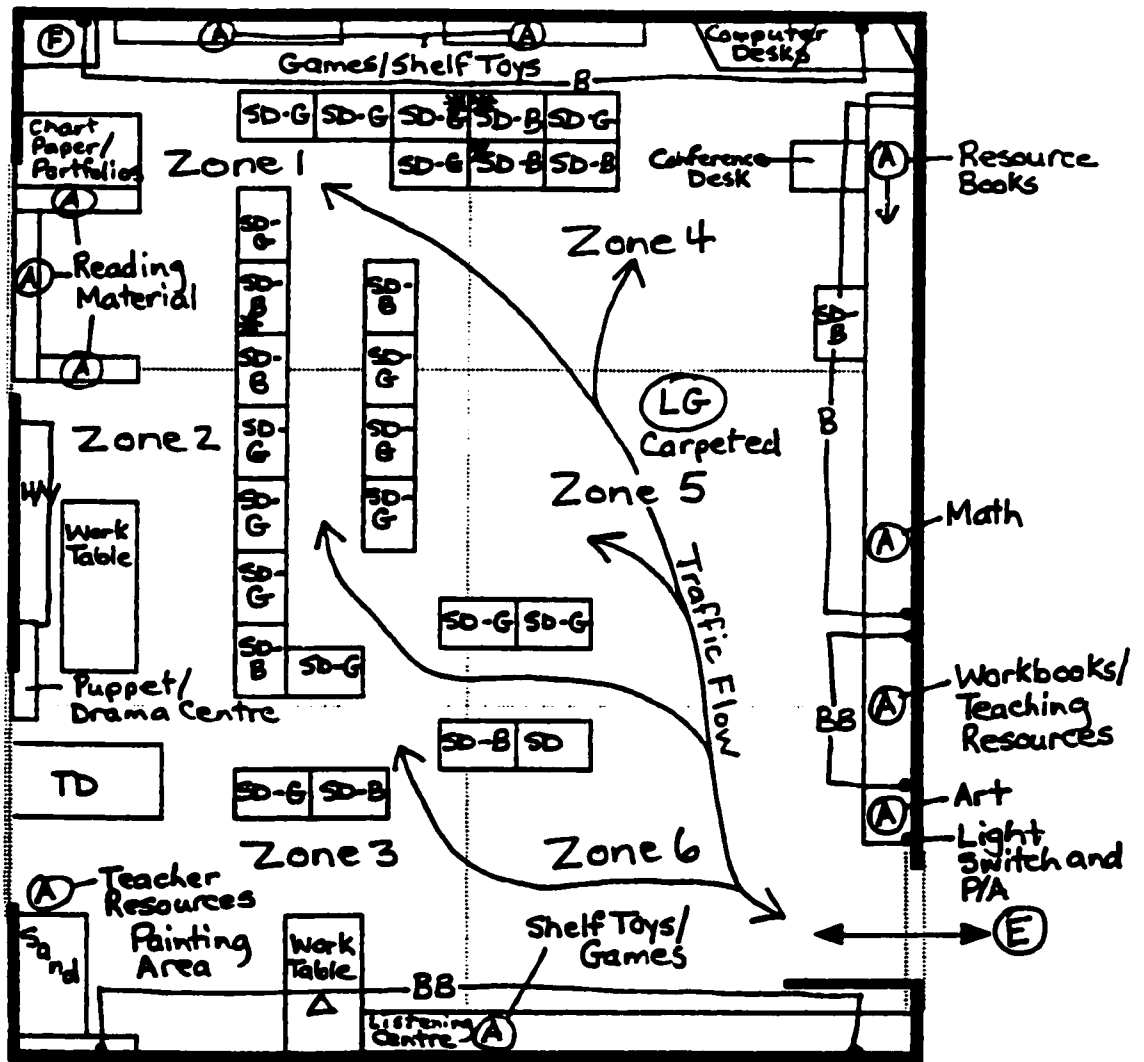 F
A
A
Computer
Desks
Games/Shelf Toys
B
SD-G
SD-G
SD-G
SD-B
SD-G
SD-G
SD-B
SD-B
Chart
Paper/
Portfolios
Zone 1
Conference
Desk
A
Resource
Books
A
Zone 4
SD-
G
A
Reading
Material
SD-
B
SD-
B
SD-
B
A
SD-
B
SD-
G
LG
Carpeted
B
Zone 2
SD-
G
SD-
G
Zone 5
SD-
G
SD-
G
Math
A
Work
Table
SD-
G
Traffic Flow
SD-G
SD-G
SD-
B
SD-G
Puppet/
Drama Centre
A
Workbooks/
Teaching
Resources
BB
SD-B
SD
TD
SD-G
SD-B
A
Art
Light
Switch and
P/A
Zone 3
Zone 6
A
Teacher
Resources
Sand
Painting
Area
Work
Table
Shelf Toys/
Games
E
BB
Listening
Centre
A